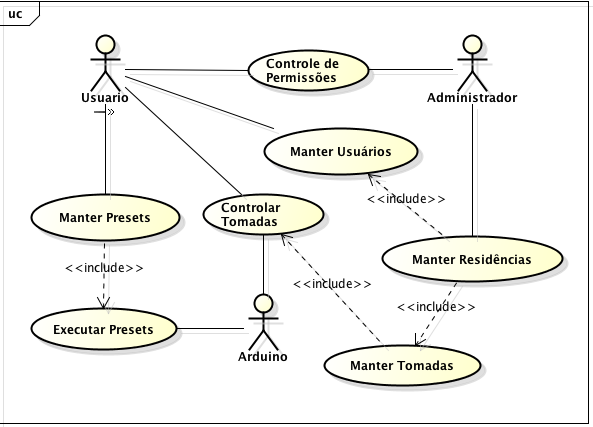 uc
Controle de
Permissões
Usuario
Administrador
Manter Usuários
<<include>>
Manter Presets
Controlar
Tomadas
Manter Residências
<<include>>
<<include>>
<<include>>
Executar Presets
Arduino
Manter Tomadas